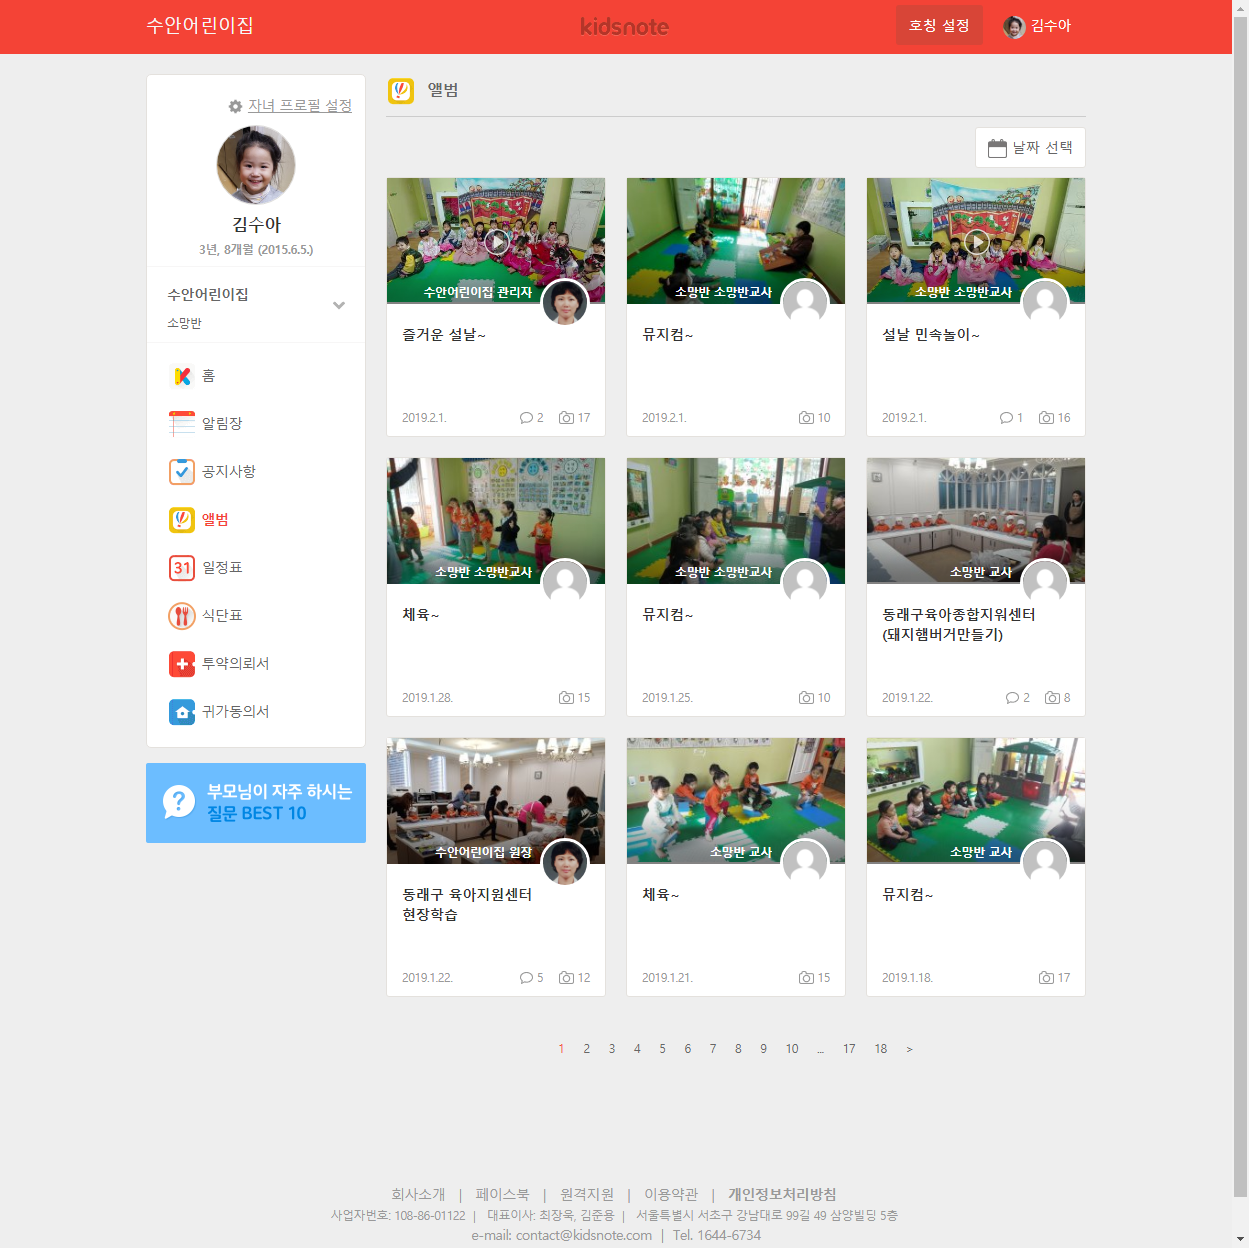 수안어린이집
kidsnote
호칭 설정
김수아
자녀 프로필 설정
김수아
3년, 8개월 (2015.6.5.)
수안어린이집
소망반
홈
알림장
공지사항
앨범
31 일정표
식단표
투약의뢰서
귀가동의서
부모님이 자주 하시는
질문 BEST 10
앨범
날짜 선택
수안어린이집 관리자
즐거운 설날~
2019.2.1. 2 17
소망반 소망반교사
뮤지컴~
2019.2.1. 10
소망반 소망반교사
설날 민속놀이~
2019.2.1. 1 16
소망반 소망반교사
체육~
2019.1.28. 15
소망반 소망반교사
뮤지컴~
2019.1.25. 10
소망반 교사
동래구육아종합지워센터
(돼지햄버거만들기)
2019.1.22. 2 8
수안어린이집 원장
동래구 육아지원센터
현장학습
2019.1.22. 5 12
소망반 교사
체육~
2019.1.21. 15
소망반 교사
뮤지컴~
2019.1.18. 17
1 2 3 4 5 6 7 8 9 10 ... 17 18 >
회사소개 | 페이스북 | 원격지원 | 이용약관 | 개인정보처리방침
사업자번호: 108-86-01122 | 대표이사: 최장욱, 김준용 | 서울특별시 서초구 강남대로 99길 49 삼양빌딩 5층
e-mail: contact@kidsnote.com | Tel. 1644-6734